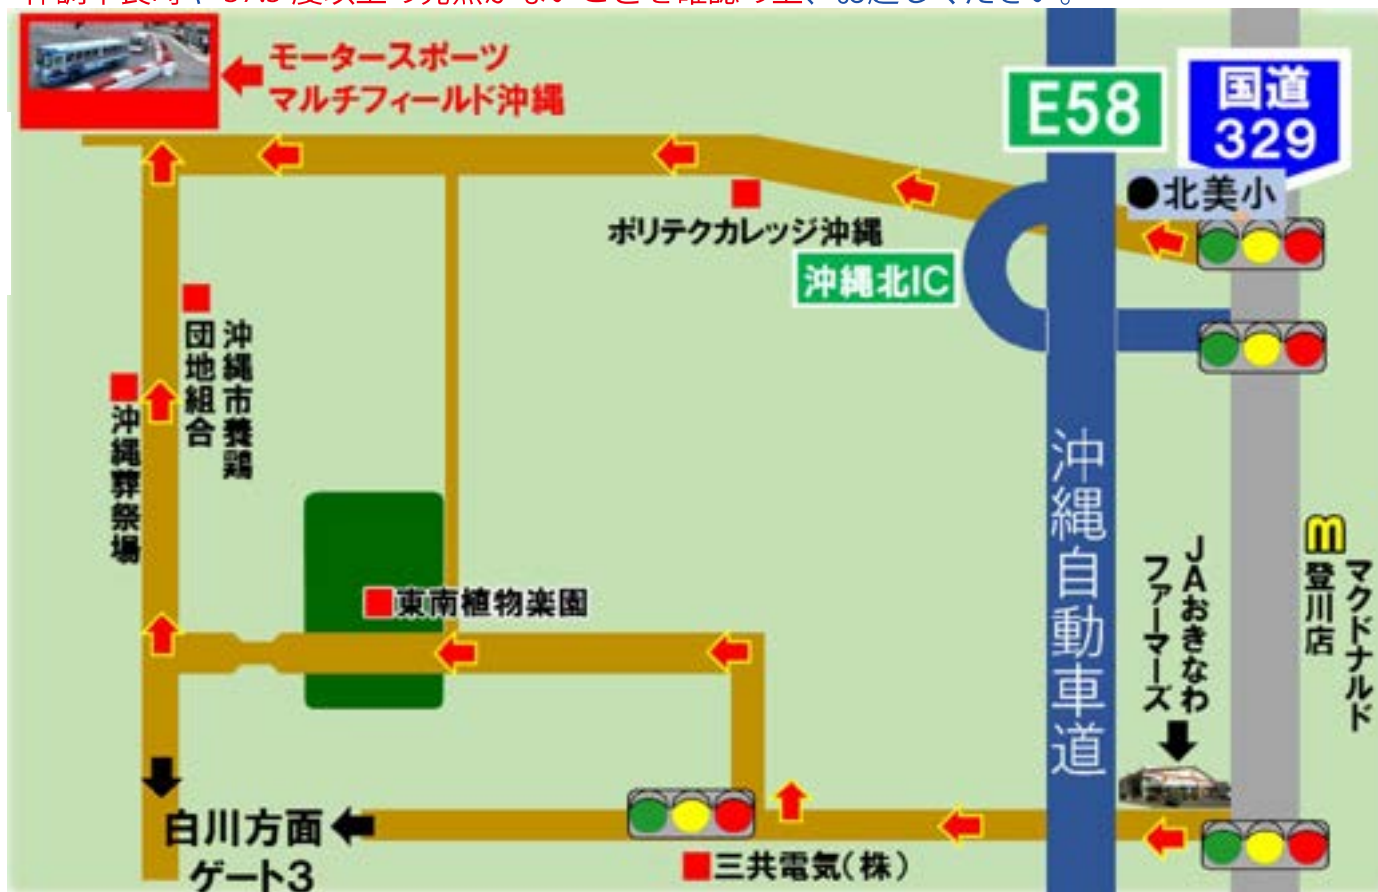 モータースポーツ
マルチフィールド沖縄
E58
国道
329
●北美小
ポリテクカレッジ沖縄
沖縄北IC
沖縄市養鶏
団地組合
沖縄葬祭場
沖縄自動車道
東南植物楽園
JAおきなわ
ファーマーズ
m
マクドナルド
登川店
白川方面
ゲート3
三共電気(株)